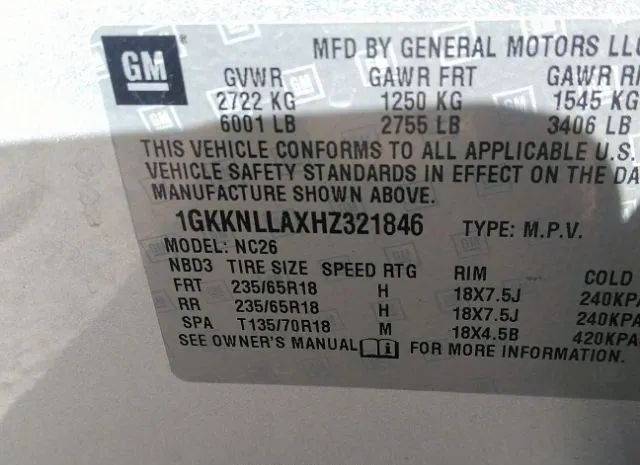 GM ®
MFD BY GENERAL MOTORS LLC
GVWR GAWR FRT GAWR
2722 KG 1250 KG 1545 KG
6001 LB 2755 LB 3406 LB
THIS VEHICLE CONFORMS TO ALL APPLICABLE U.S.
VEHICLE SAFETY STANDARDS IN EFFECT ON THE
MANUFACTURE SHOWN ABOVE.
1GKKNLLAXHZ321846 TYPE: M.P.V.
MODEL: NC26
NBD3 TIRE SIZE SPEED RTG RIM COLD
FRT 235/65R18 H 18X7.5J 240KPA
RR 235/65R18 H 18X7.5J 240KPA
SPA T135/70R18 M 18X4.5B 420KPA
SEE OWNER'S MANUAL i FOR MORE INFORMATION.